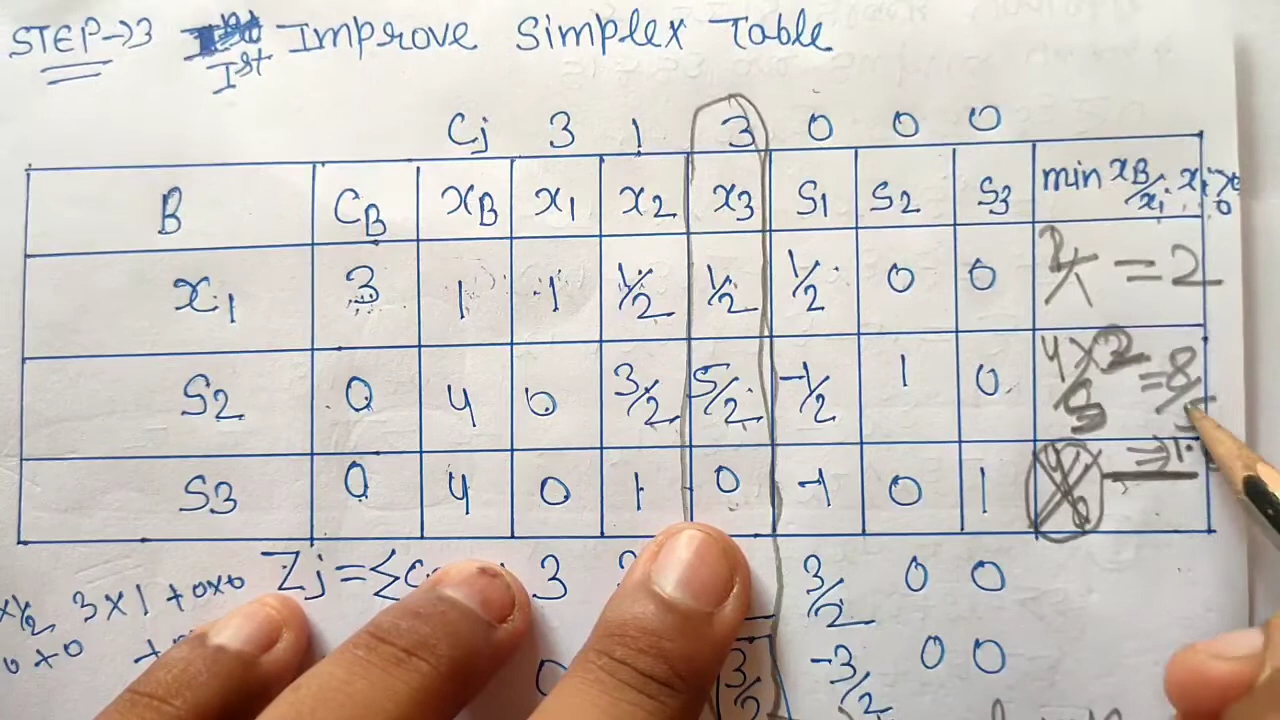 STEP→3 Ist Improve Simplex Table
Cj 3 1 3 0 0 0
B CB xB x1 x2 x3 S1 S2 S3 min xB/xi
x1 3 1 1 1/2 1/2 1/2 0 0 = 2
S2 0 4 0 3/2 5/2 -1/2 1 0 4×2/5 = 8/5
S3 0 4 0 1 0 -1 0 1
Zj=Σ 3 3/2 0 0
3×1+0×0
0 3/2 -3/2 0 0